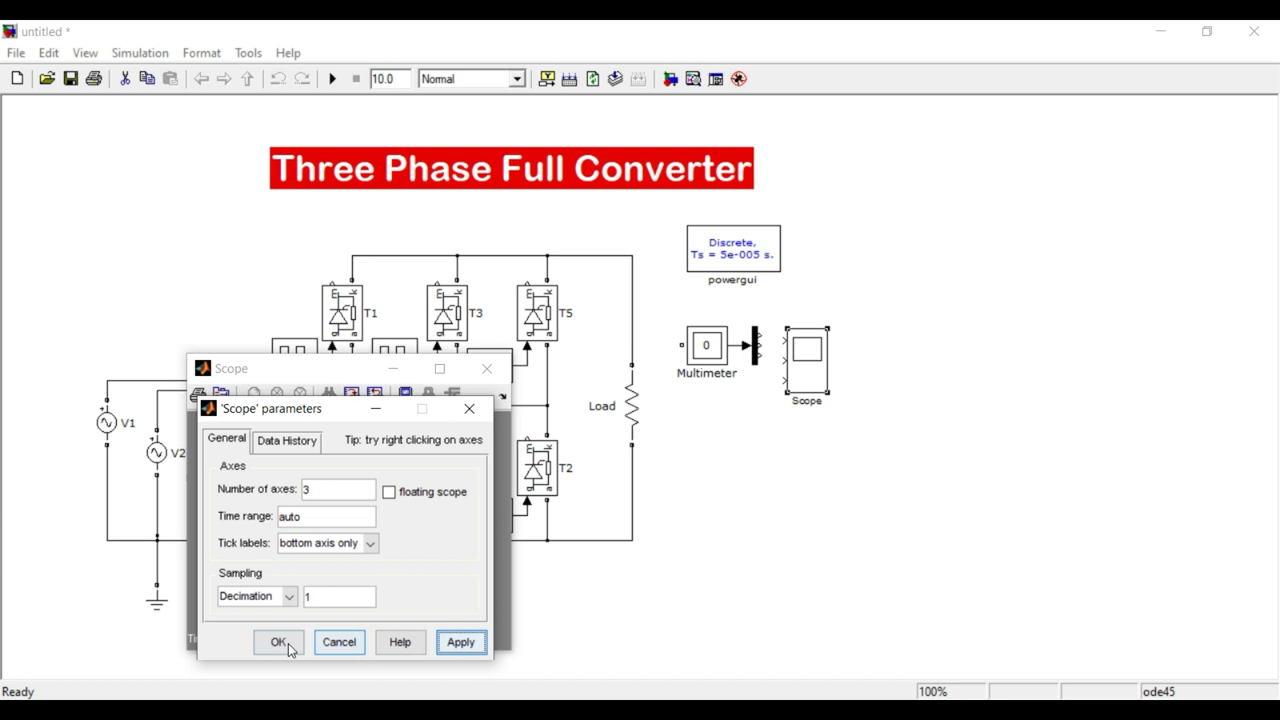 untitled *
File Edit View Simulation Format Tools Help
10.0 Normal
Three Phase Full Converter
Discrete,
Ts = 5e-005 s.
powergui
m k
m k
m k
T1
T3
T5
g a
g a
g a
0
Multimeter
Scope
Scope
'Scope' parameters
General
Data History
Tip: try right clicking on axes
Axes
Number of axes: 3
floating scope
Time range: auto
Tick labels: bottom axis only
Sampling
Decimation 1
OK Cancel Help Apply
V1
V2
Load
m k
T2
g a
Ready
100%
ode45